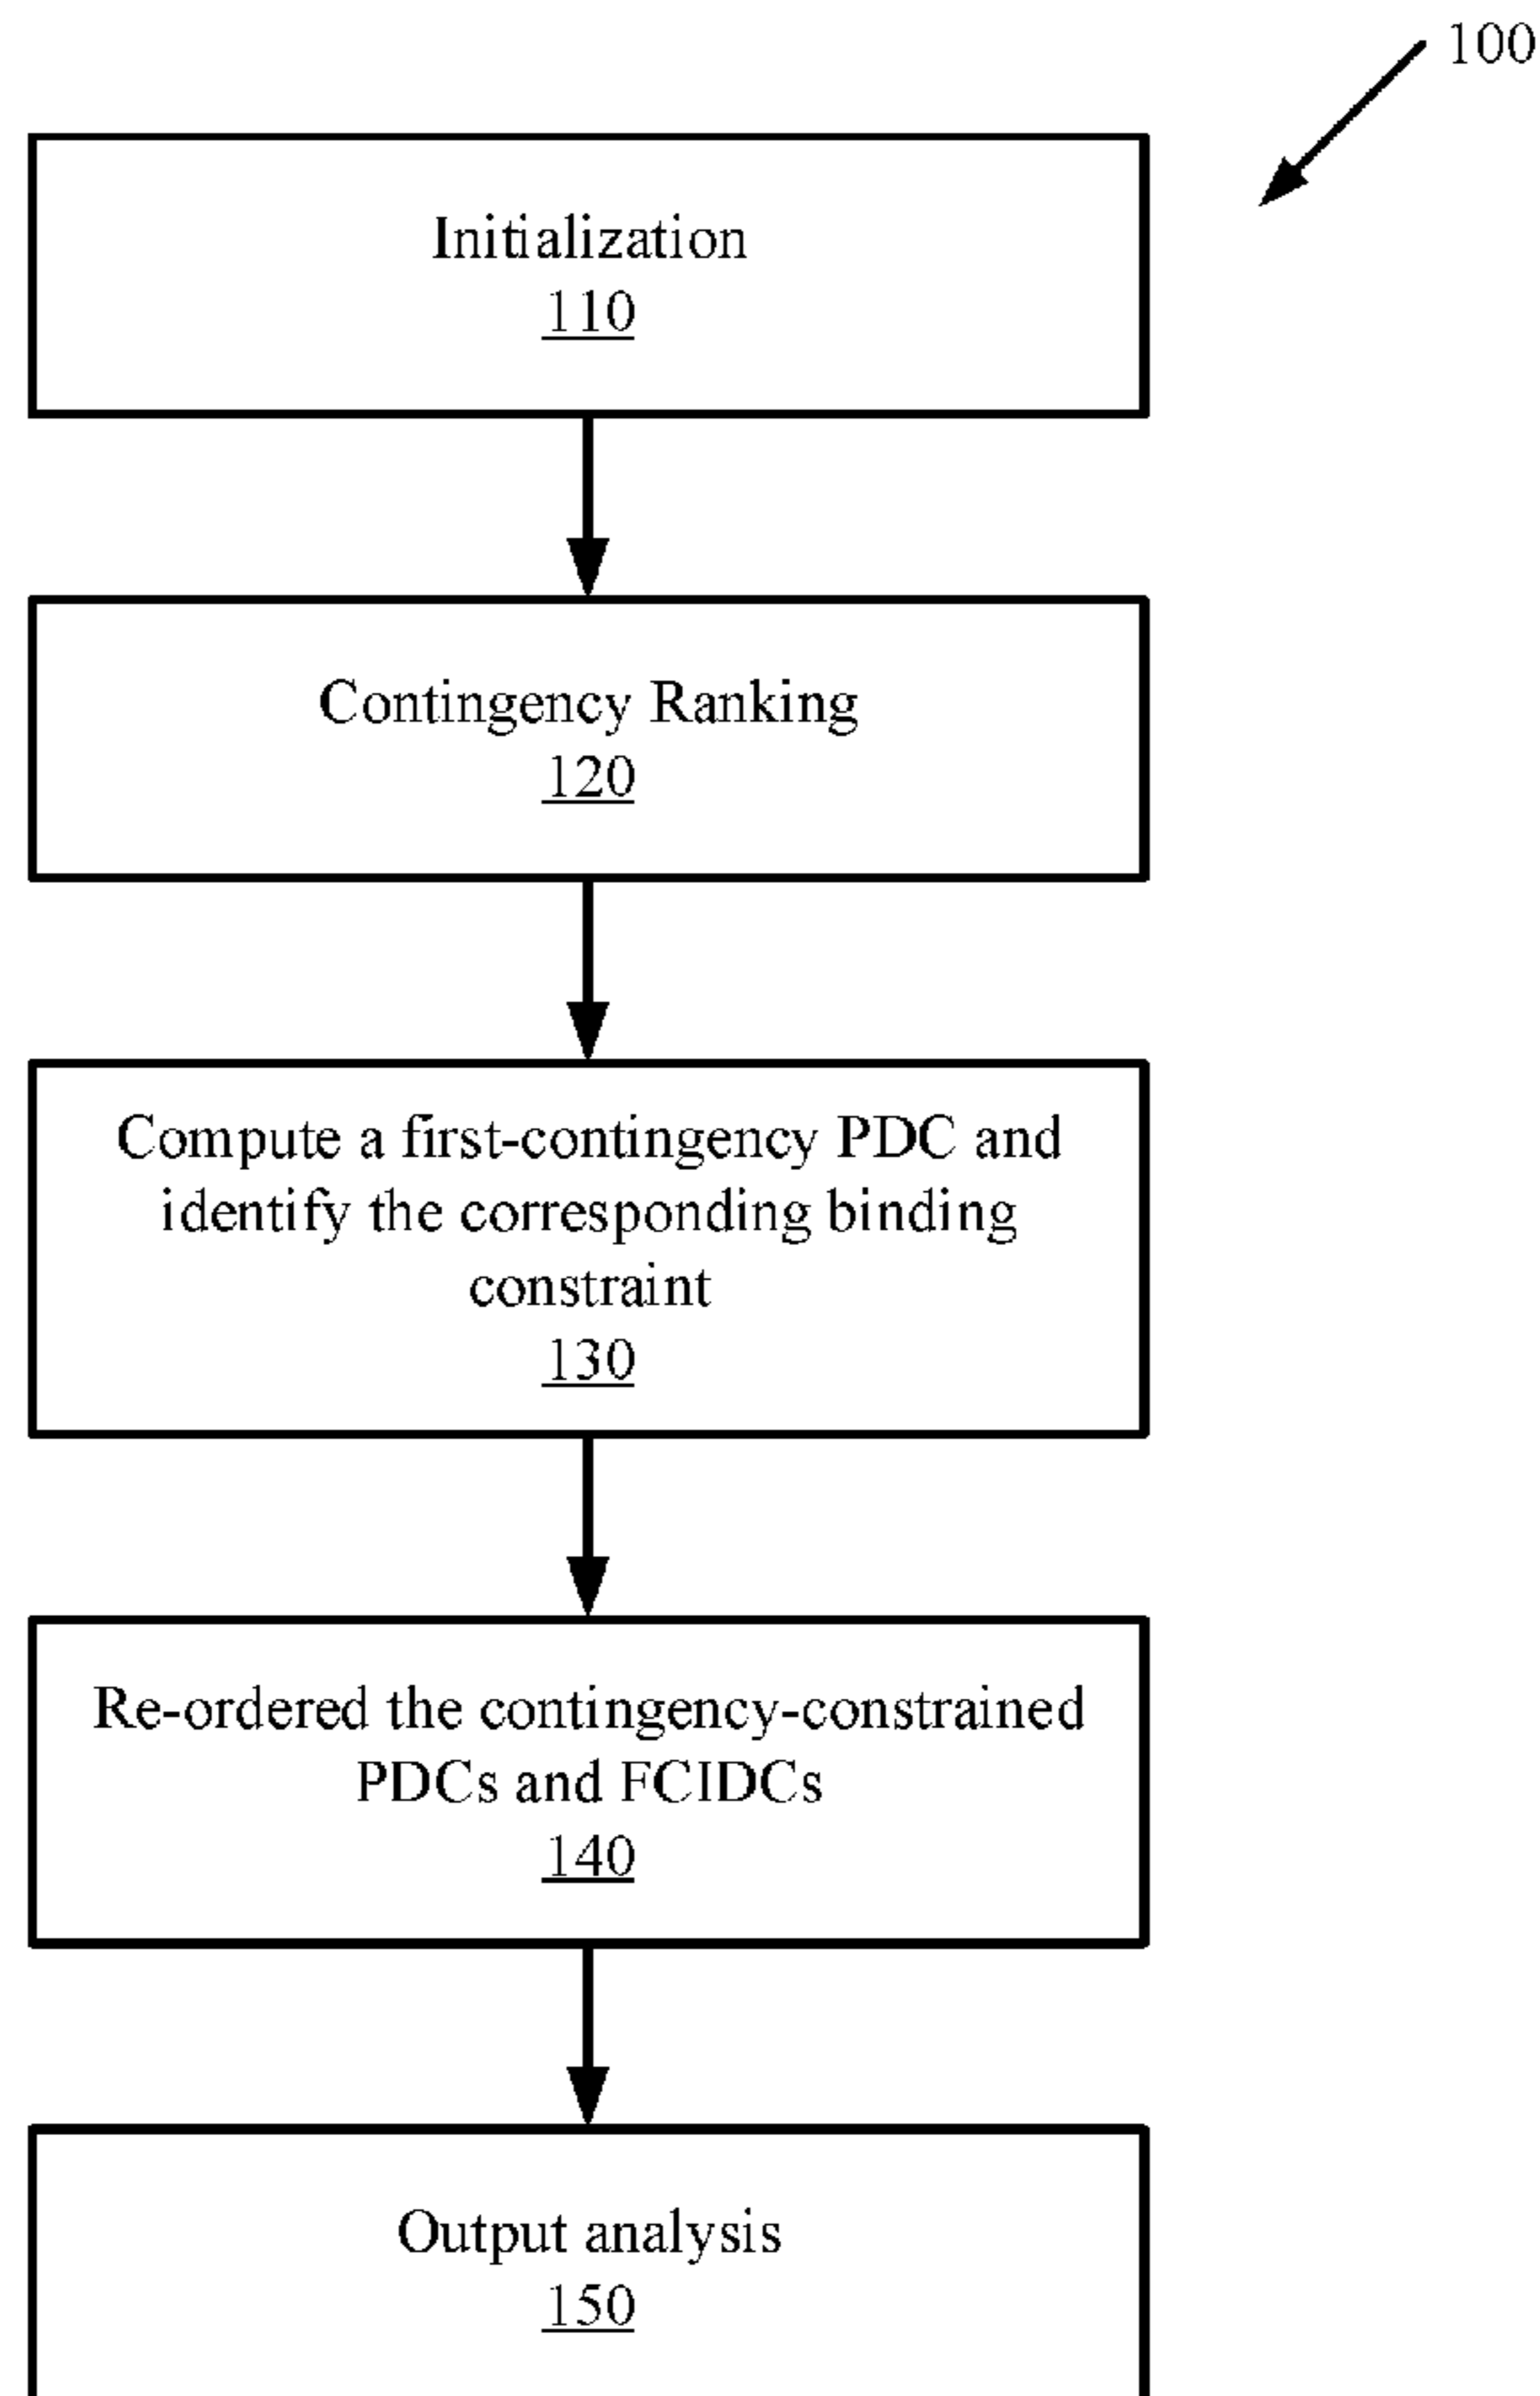 100
Initialization
110
Contingency Ranking
120
Compute a first-contingency PDC and
identify the corresponding binding
constraint
130
Re-ordered the contingency-constrained
PDCs and FCIDCs
140
Output analysis
150